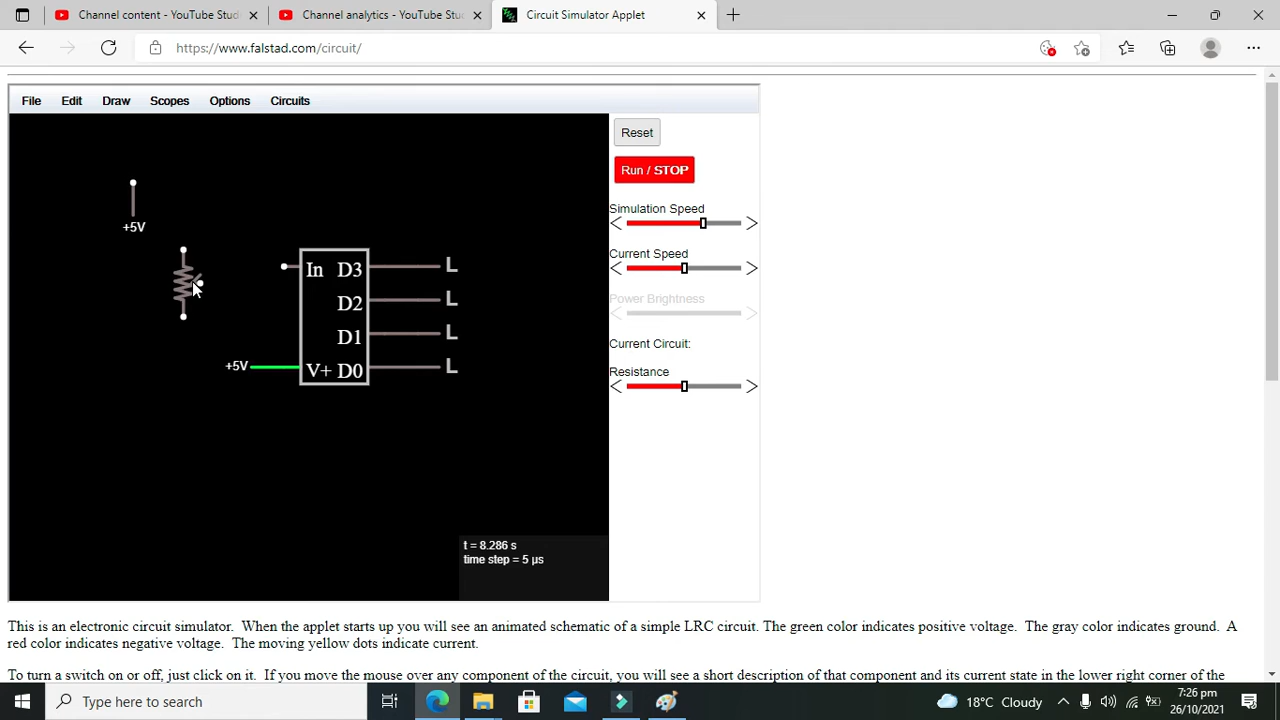 Channel content - YouTube Stud
Channel analytics - YouTube Stu
Circuit Simulator Applet
https://www.falstad.com/circuit/
File Edit Draw Scopes Options Circuits
Reset
Run / STOP
Simulation Speed
Current Speed
Power Brightness
Current Circuit:
Resistance
+5V
In D3 L
D2 L
D1 L
+5V V+ D0 L
t = 8.286 s
time step = 5 µs
This is an electronic circuit simulator. When the applet starts up you will see an animated schematic of a simple LRC circuit. The green color indicates positive voltage. The gray color indicates ground. A
red color indicates negative voltage. The moving yellow dots indicate current.
To turn a switch on or off, just click on it. If you move the mouse over any component of the circuit, you will see a short description of that component and its current state in the lower right corner of the
Type here to search
18°C Cloudy
7:26 pm
26/10/2021